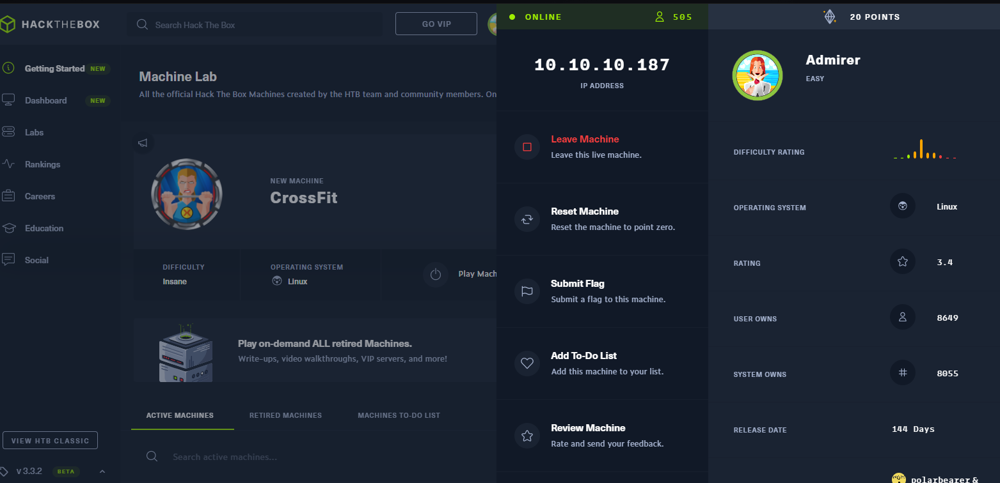 HACKTHEBOX
Search Hack The Box
GO VIP
Getting Started NEW
Dashboard NEW
Labs
Rankings
Careers
Education
Social
VIEW HTB CLASSIC
v 3.3.2 BETA
Machine Lab
All the official Hack The Box Machines created by the HTB team and community members. On
NEW MACHINE
CrossFit
DIFFICULTY
Insane
OPERATING SYSTEM
Linux
Play Mach
Play on-demand ALL retired Machines.
Write-ups, video walkthroughs, VIP servers, and more!
ACTIVE MACHINES
RETIRED MACHINES
MACHINES TO-DO LIST
Search active machines...
ONLINE
505
10.10.10.187
IP ADDRESS
Leave Machine
Leave this live machine.
Reset Machine
Reset the machine to point zero.
Submit Flag
Submit a flag to this machine.
Add To-Do List
Add this machine to your list.
Review Machine
Rate and send your feedback.
20 POINTS
Admirer
EASY
DIFFICULTY RATING
OPERATING SYSTEM
Linux
RATING
3.4
USER OWNS
8649
SYSTEM OWNS
8055
RELEASE DATE
144 Days
polarbearer &